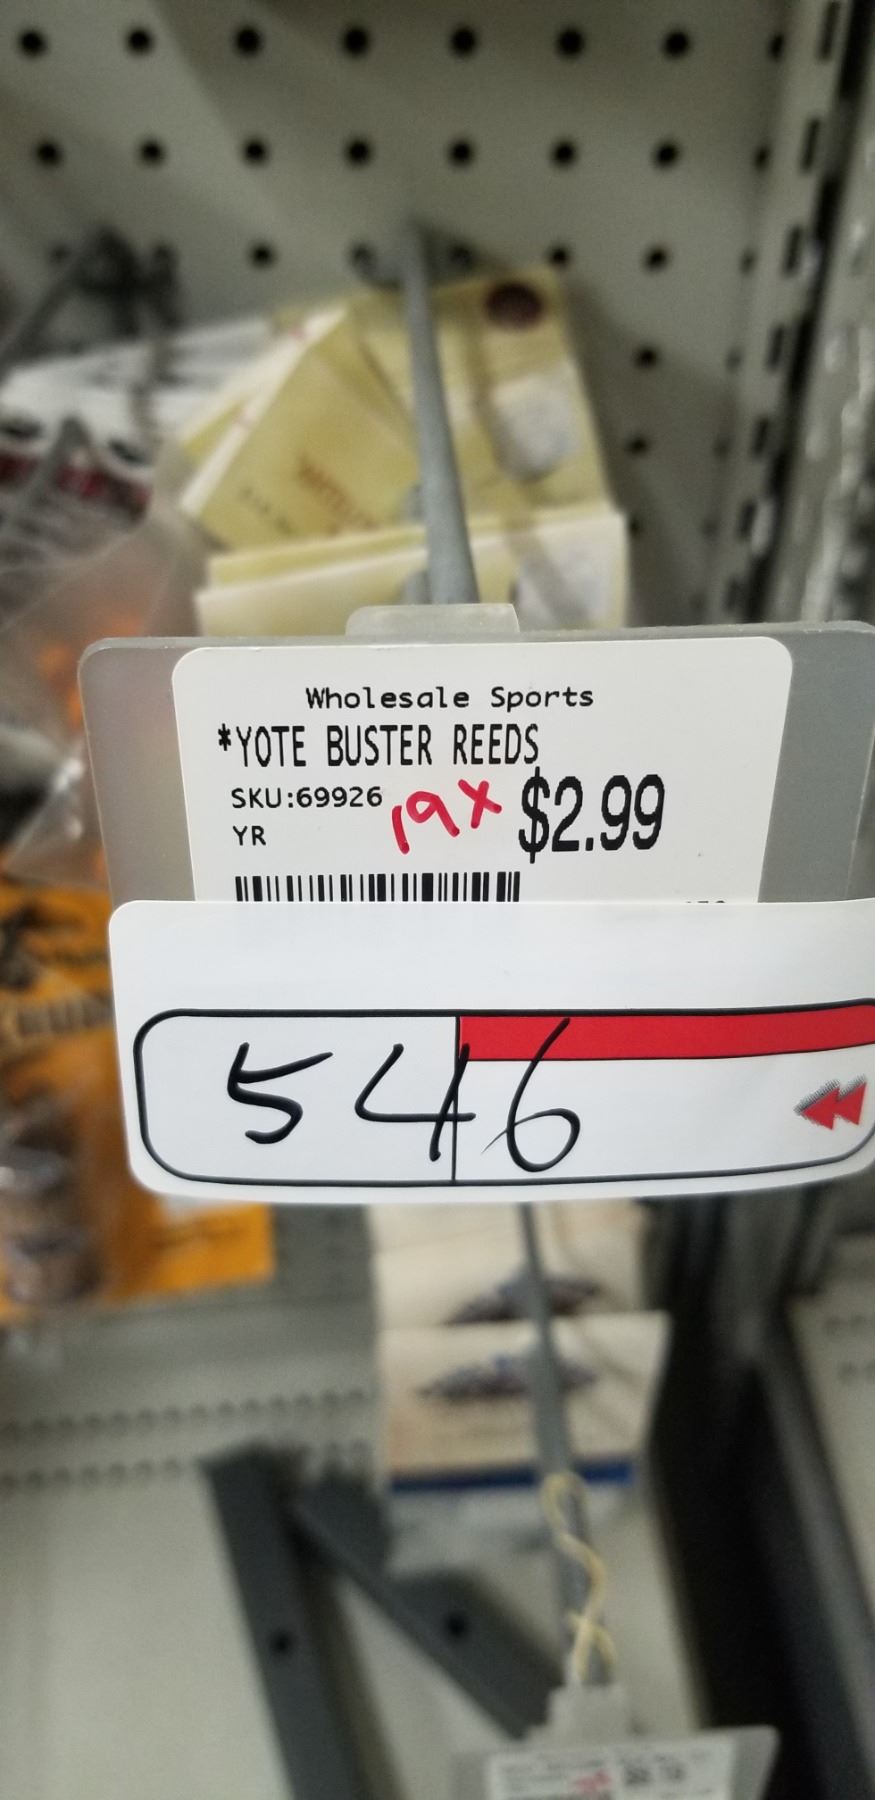 Wholesale Sports
*YOTE BUSTER REEDS
SKU:69926 19X $2.99
YR
546